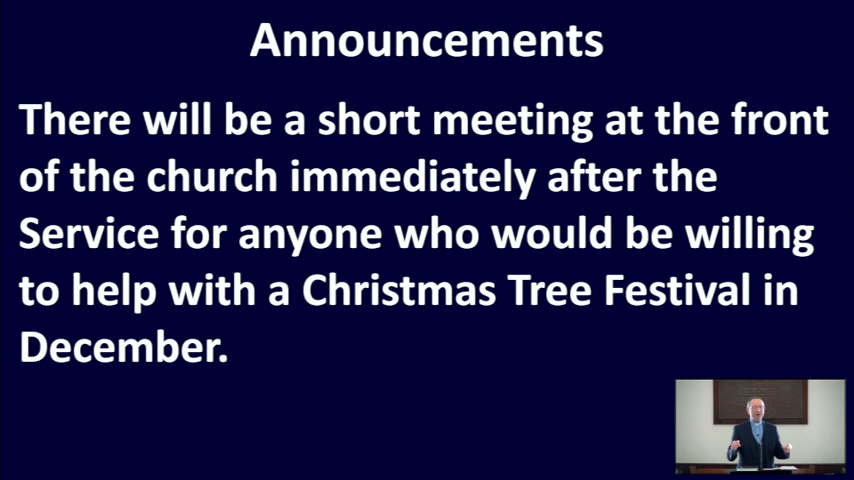 Announcements
There will be a short meeting at the front
of the church immediately after the
Service for anyone who would be willing
to help with a Christmas Tree Festival in
December.